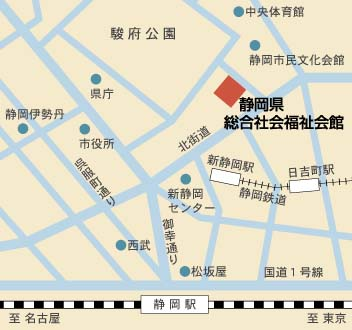 中央体育館
駿府公園
静岡市民文化会館
県庁
静岡県
総合社会福祉会館
静岡伊勢丹
市役所
北街道
新静岡駅
日吉町駅
呉服町通り
新静岡
センター
静岡鉄道
御幸通り
西武
松坂屋
国道1号線
静岡駅
至 名古屋
至 東京